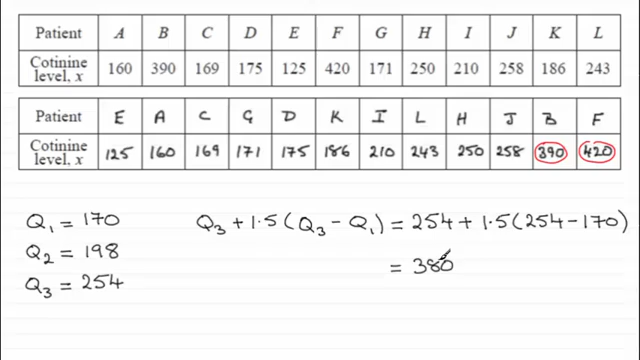 Patient A B C D E F G H I J K L
Cotinine level, x 160 390 169 175 125 420 171 250 210 258 186 243
Patient E A C G D K I L H J B F
Cotinine level, x 125 160 169 171 175 186 210 243 250 258 390 420
Q₁ = 170
Q₃ + 1·5 (Q₃ − Q₁) = 254 + 1·5 (254 − 170)
Q₂ = 198
= 380
Q₃ = 254